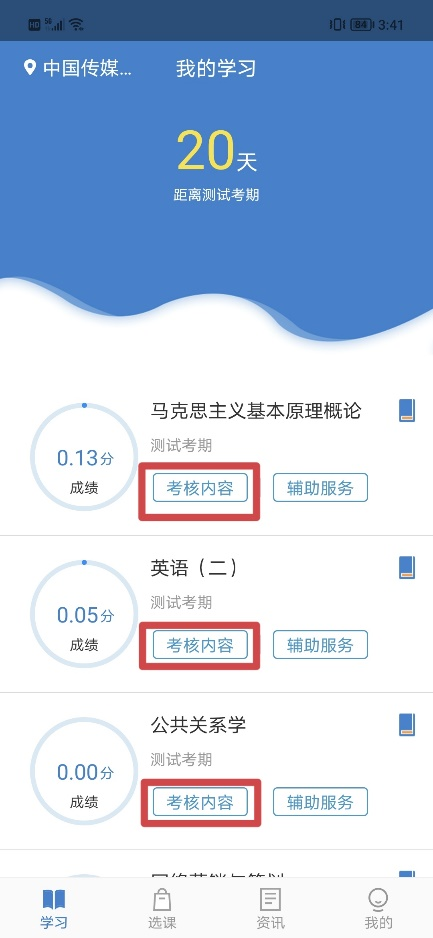 HD 5G 84 3:41
中国传媒... 我的学习
20天
距离测试考期
马克思主义基本原理概论
测试考期
0.13分
成绩
考核内容 辅助服务
英语（二）
测试考期
0.05分
成绩
考核内容 辅助服务
公共关系学
测试考期
0.00分
成绩
考核内容 辅助服务
学习 选课 资讯 我的